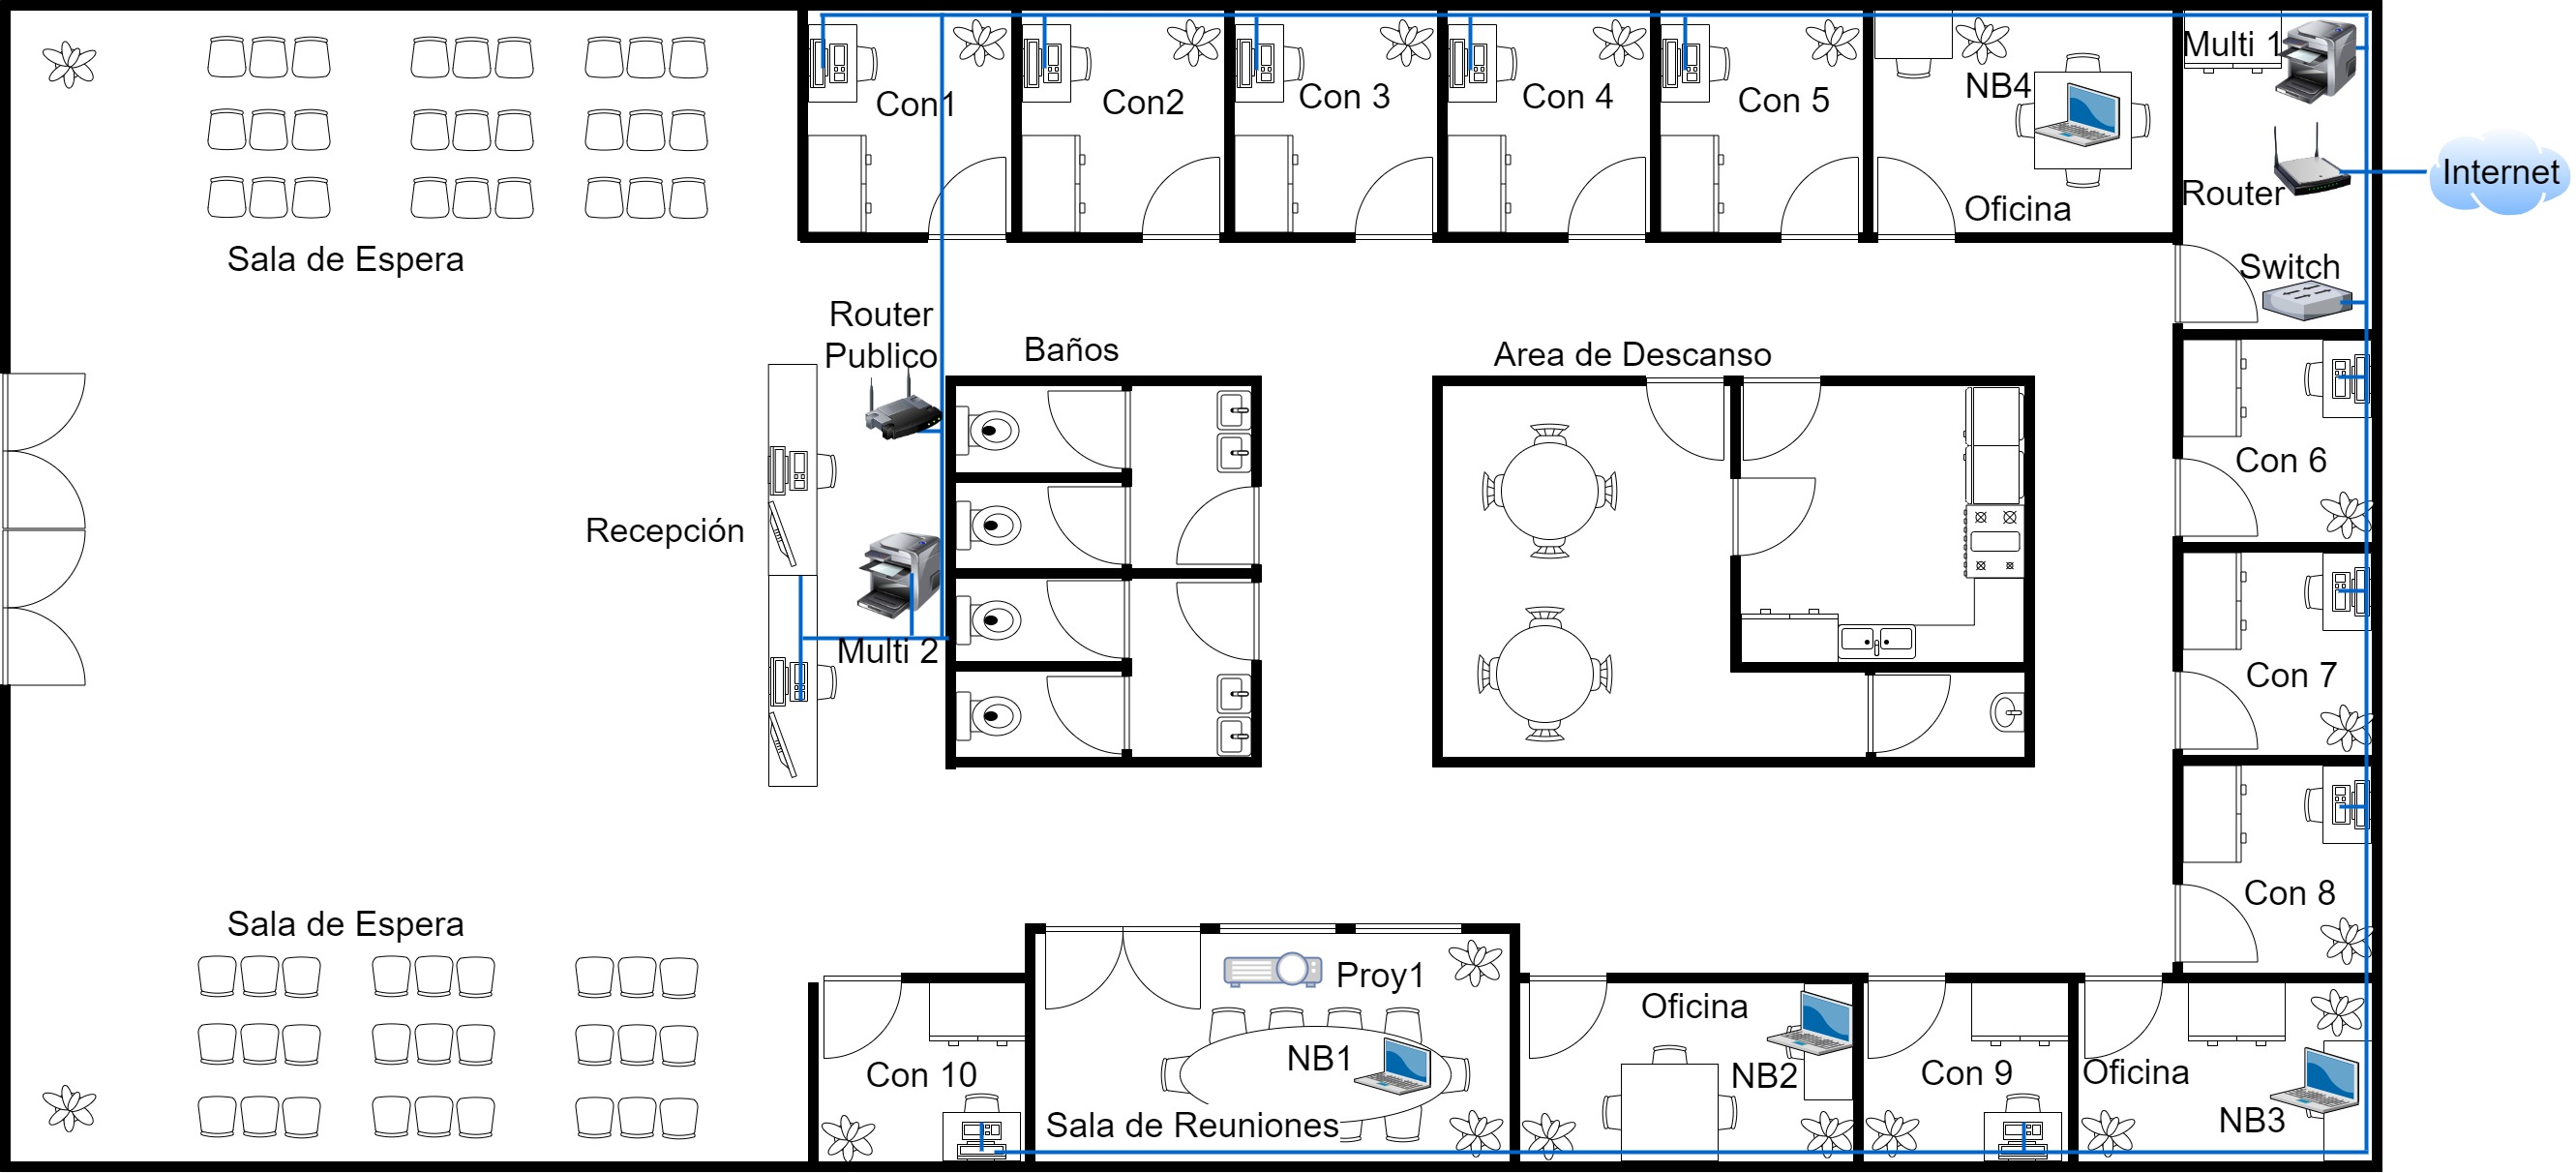 Multi 1
NB4
Con1
Con2
Con 3
Con 4
Con 5
Internet
Router
Oficina
Sala de Espera
Switch
Router
Publico
Baños
Area de Descanso
Con 6
Recepción
Multi 2
Con 7
Con 8
Sala de Espera
Proy1
Oficina
NB1
Con 10
NB2
Con 9
Oficina
Sala de Reuniones
NB3